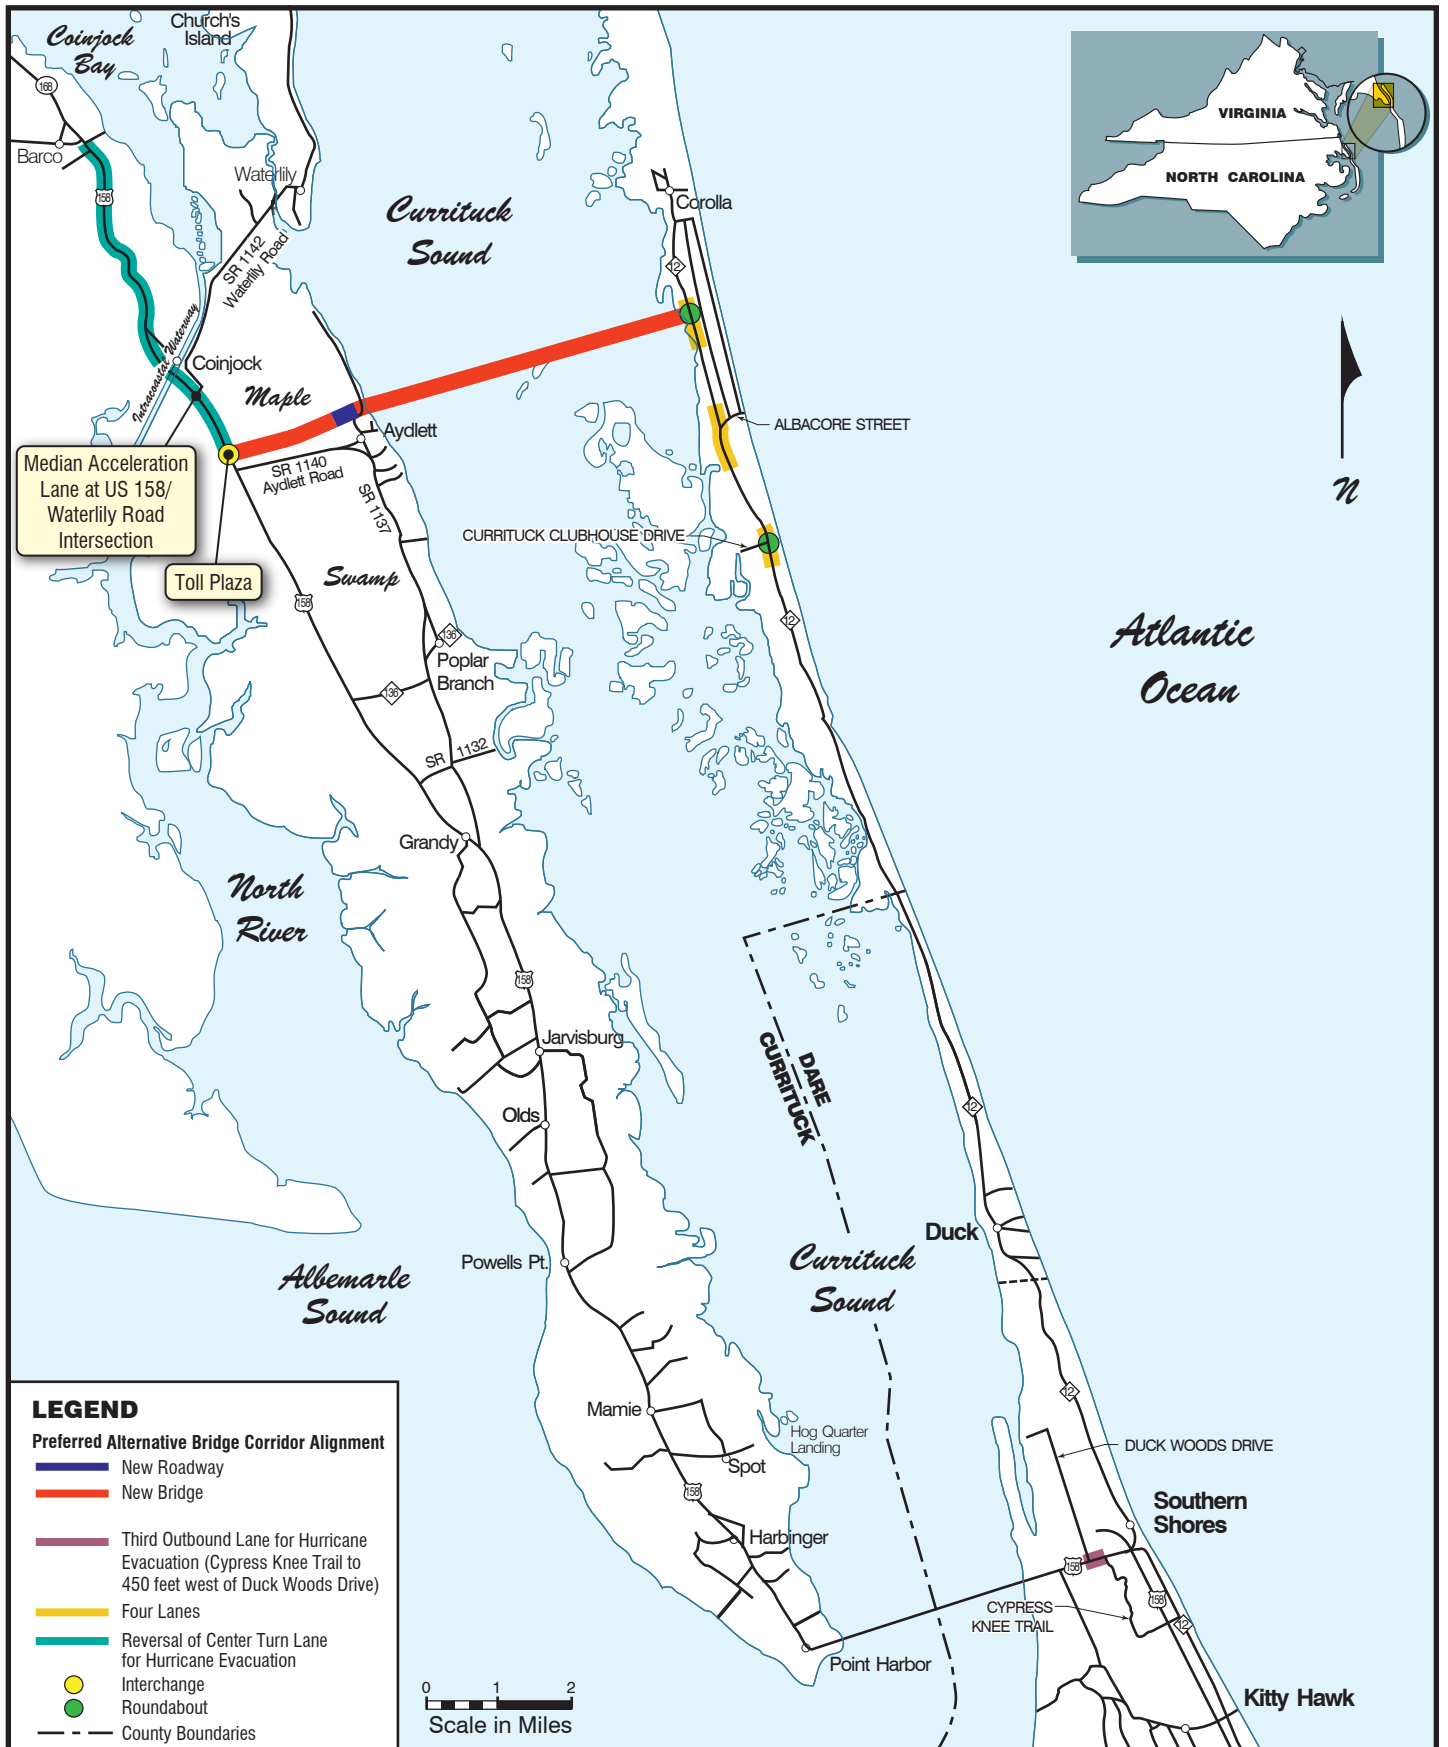 Coinjock
Bay
Church's
Island
168
Barco
158
Waterlily
SR 1142
Waterlily Road
Currituck
Sound
Corolla
12
VIRGINIA
NORTH CAROLINA
Intracoastal Waterway
Coinjock
Maple
Aydlett
SR 1140
Aydlett Road
SR 1137
ALBACORE STREET
Median Acceleration
Lane at US 158/
Waterlily Road
Intersection
Toll Plaza
N
CURRITUCK CLUBHOUSE DRIVE
Swamp
158
12
136
Poplar
Branch
136
SR 1132
Atlantic
Ocean
Grandy
North
River
158
Jarvisburg
DARE
CURRITUCK
12
Olds
Duck
Powells Pt.
Albemarle
Sound
Currituck
Sound
12
Mamie
Hog Quarter
Landing
Spot
158
DUCK WOODS DRIVE
Southern
Shores
Harbinger
158
158
12
CYPRESS
KNEE TRAIL
Point Harbor
Kitty Hawk
LEGEND
Preferred Alternative Bridge Corridor Alignment
New Roadway
New Bridge
Third Outbound Lane for Hurricane
Evacuation (Cypress Knee Trail to
450 feet west of Duck Woods Drive)
Four Lanes
Reversal of Center Turn Lane
for Hurricane Evacuation
Interchange
Roundabout
County Boundaries
0 1 2
Scale in Miles